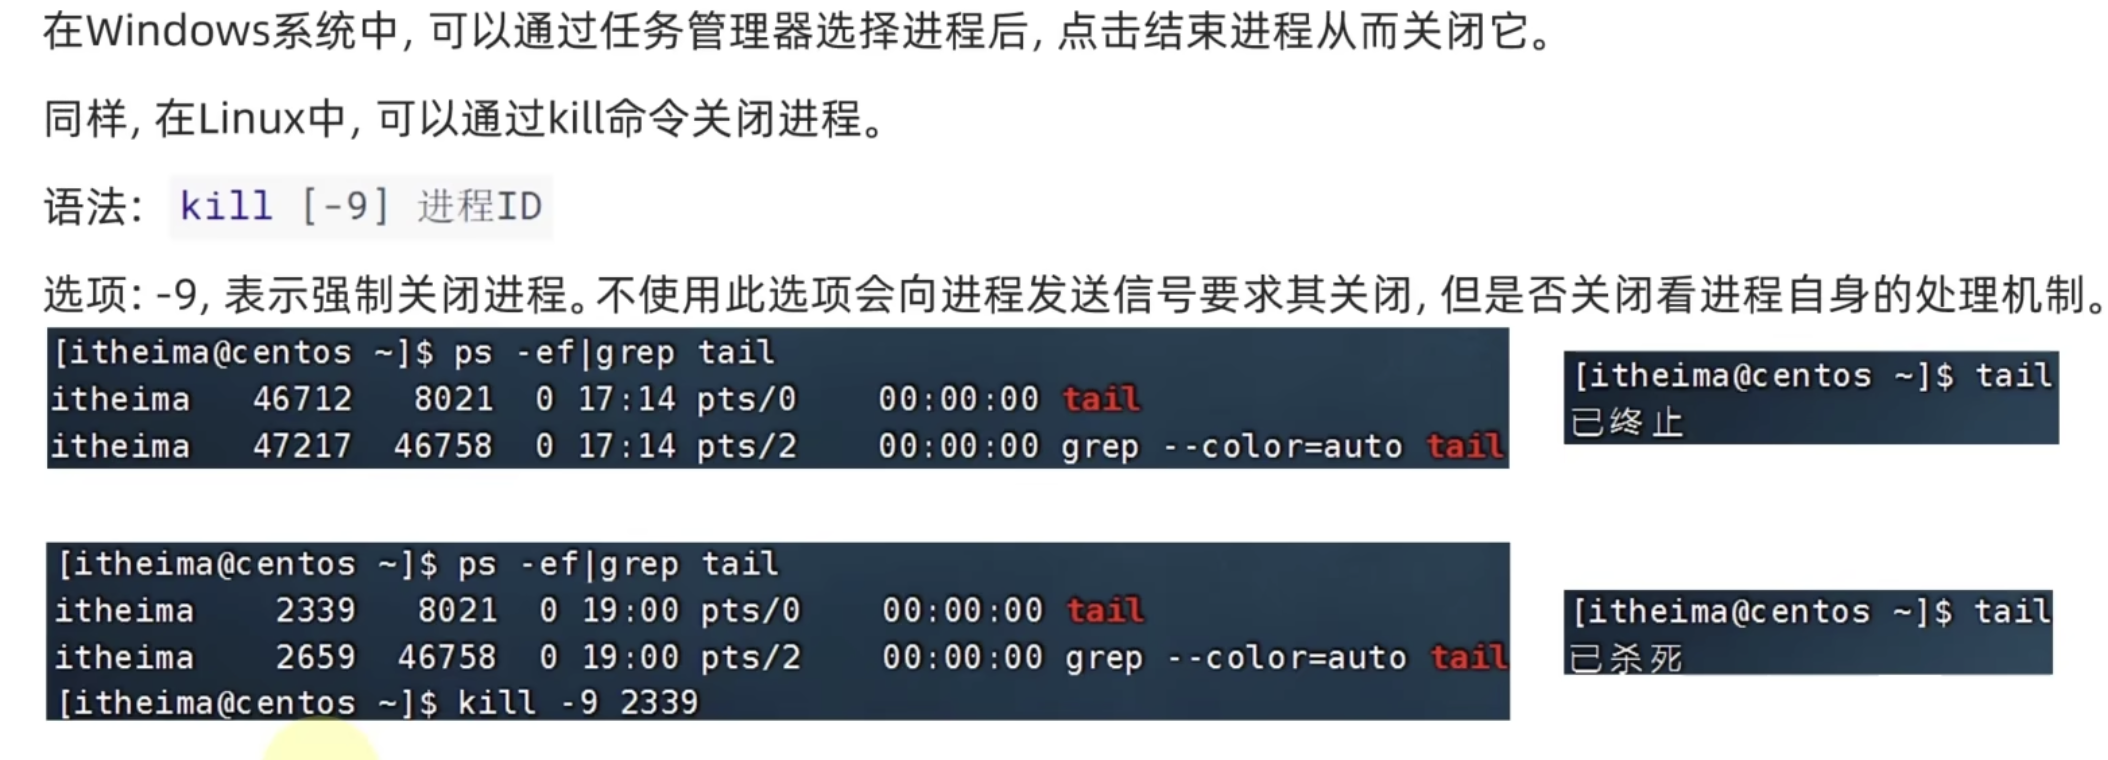 在Windows系统中, 可以通过任务管理器选择进程后, 点击结束进程从而关闭它。
同样, 在Linux中, 可以通过kill命令关闭进程。
语法: kill [-9] 进程ID
选项: -9, 表示强制关闭进程。不使用此选项会向进程发送信号要求其关闭, 但是否关闭看进程自身的处理机制。
[itheima@centos ~]$ ps -ef|grep tail
itheima 46712 8021 0 17:14 pts/0 00:00:00 tail
itheima 47217 46758 0 17:14 pts/2 00:00:00 grep --color=auto tail
[itheima@centos ~]$ tail
已终止
[itheima@centos ~]$ ps -ef|grep tail
itheima 2339 8021 0 19:00 pts/0 00:00:00 tail
itheima 2659 46758 0 19:00 pts/2 00:00:00 grep --color=auto tail
[itheima@centos ~]$ kill -9 2339
[itheima@centos ~]$ tail
已杀死